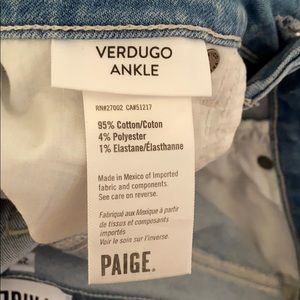 VERDUGO
ANKLE
RN#27002 CA#51217
95% Cotton/Coton
4% Polyester
1% Elastane/Élasthanne
Made in Mexico of Imported
fabric and components.
See care on reverse.
Fabriqué aux Mexique à partir
de tissus et composants
importés
Voir le soin sur l'inverse.
PAIGE.